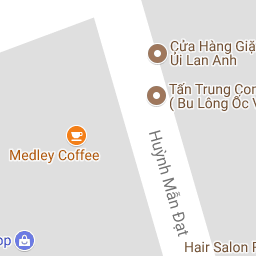 Cửa Hàng Giặ
Ủi Lan Anh
Tấn Trung Con
( Bu Lông Ốc V
Medley Coffee
Huỳnh Mẫn Đạt
op
Hair Salon F